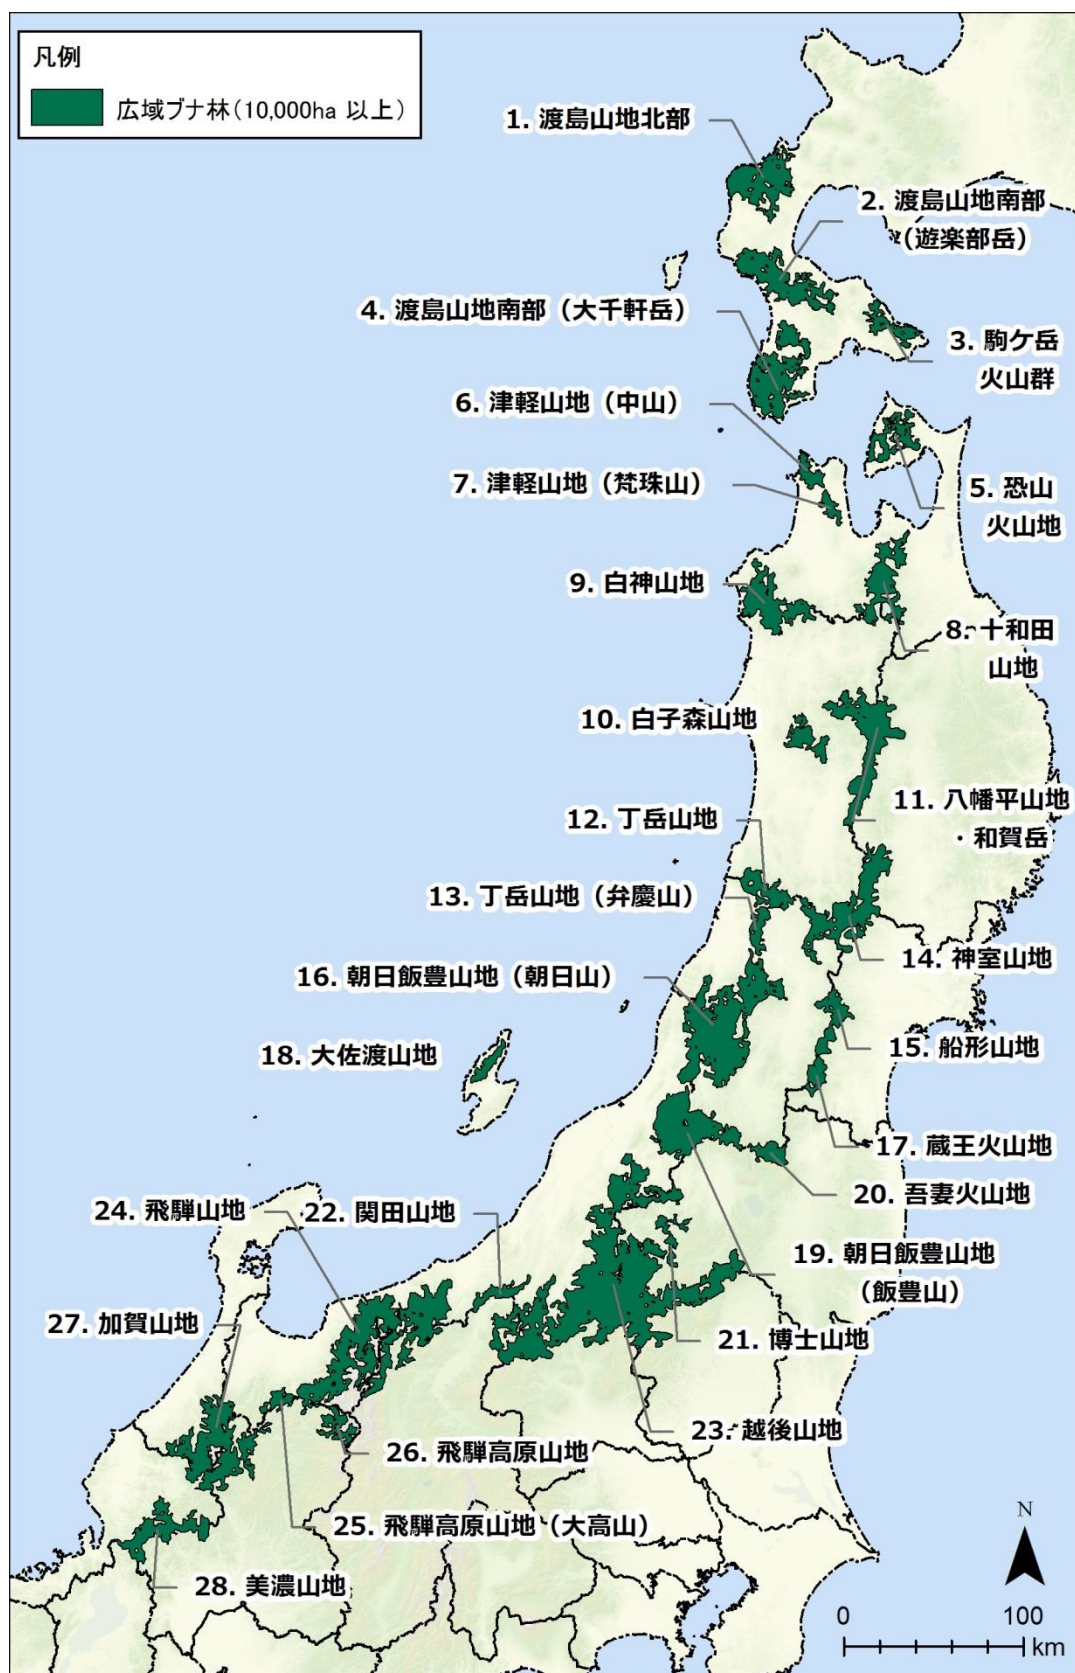 凡例
広域ブナ林（10,000ha 以上）
1. 渡島山地北部
2. 渡島山地南部
（遊楽部岳）
4. 渡島山地南部（大千軒岳）
3. 駒ケ岳
火山群
6. 津軽山地（中山）
7. 津軽山地（梵珠山）
5. 恐山
火山地
9. 白神山地
8. 十和田
山地
10. 白子森山地
11. 八幡平山地
・和賀岳
12. 丁岳山地
13. 丁岳山地（弁慶山）
14. 神室山地
16. 朝日飯豊山地（朝日山）
15. 船形山地
18. 大佐渡山地
17. 蔵王火山地
20. 吾妻火山地
24. 飛騨山地
22. 関田山地
19. 朝日飯豊山地
（飯豊山）
27. 加賀山地
21. 博士山地
23. 越後山地
26. 飛騨高原山地
25. 飛騨高原山地（大高山）
28. 美濃山地
N
0 100
km